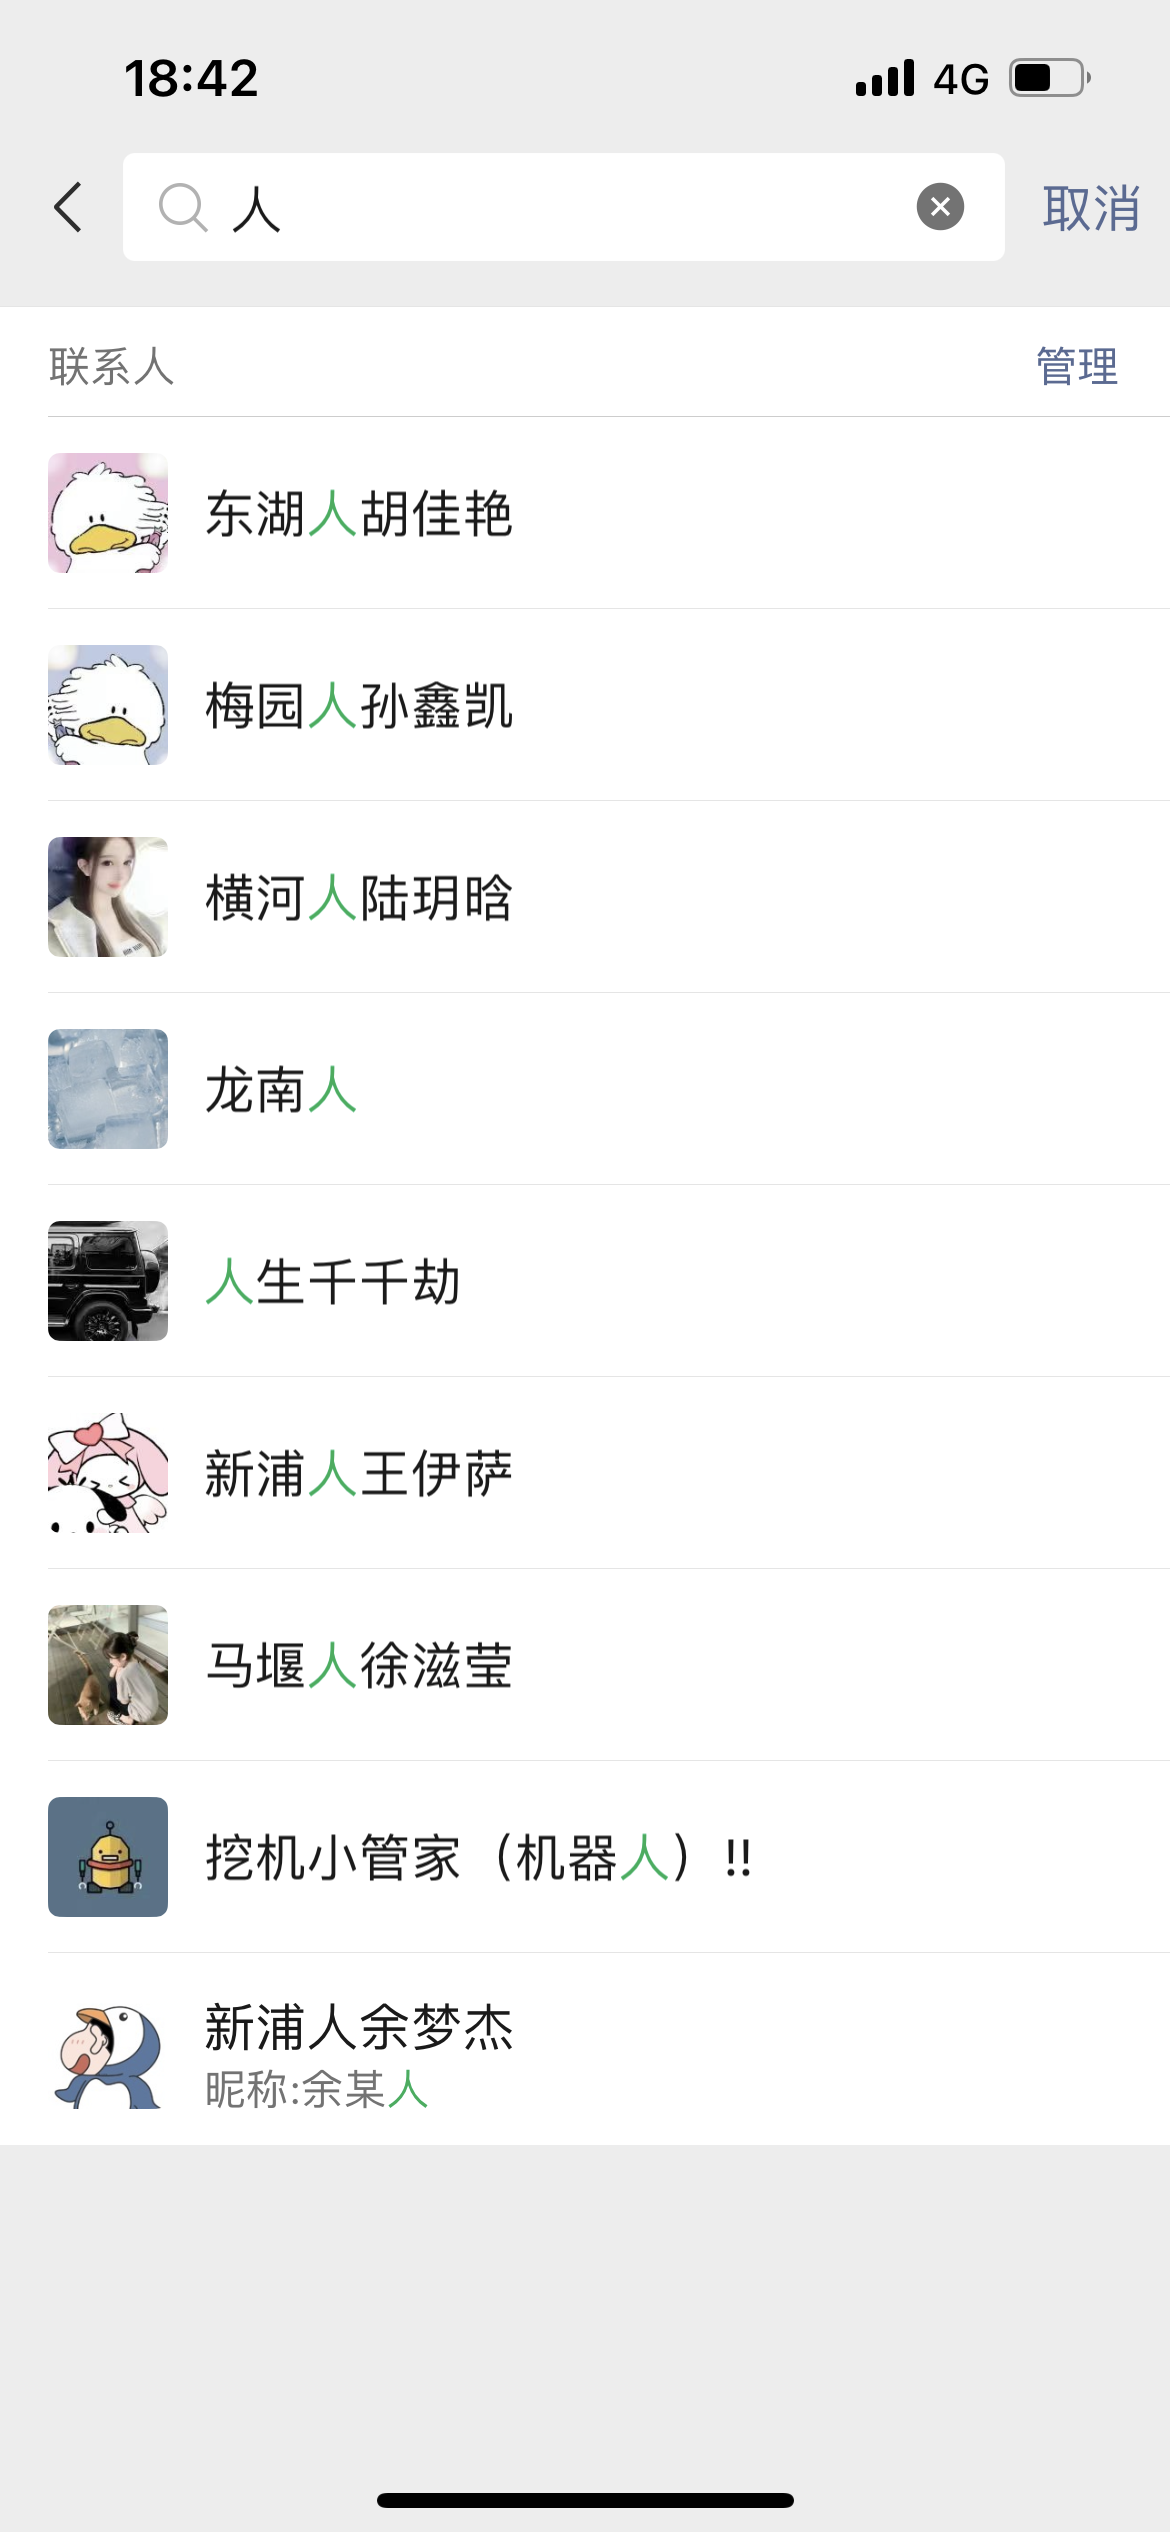 18:42 4G
人 取消
联系人 管理
东湖人胡佳艳
梅园人孙鑫凯
横河人陆玥晗
龙南人
人生千千劫
新浦人王伊萨
马堰人徐滋莹
挖机小管家（机器人）!!
新浦人余梦杰
昵称:余某人